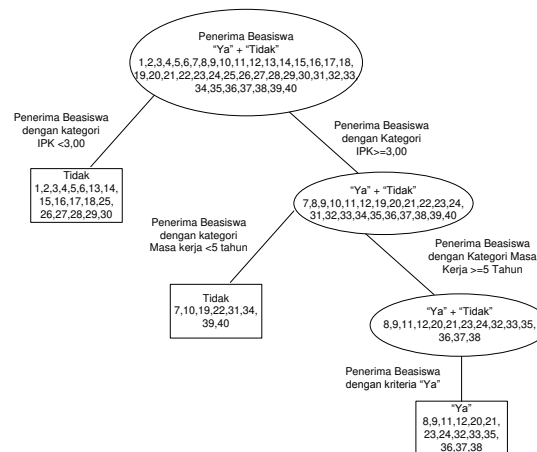 Penerima Beasiswa
“Ya” + “Tidak”
1,2,3,4,5,6,7,8,9,10,11,12,13,14,15,16,17,18,
19,20,21,22,23,24,25,26,27,28,29,30,31,32,33,
34,35,36,37,38,39,40
Penerima Beasiswa
dengan kategori
IPK <3,00
Penerima Beasiswa
dengan Kategori
IPK>=3,00
Tidak
1,2,3,4,5,6,13,14,
15,16,17,18,25,
26,27,28,29,30
“Ya” + “Tidak”
7,8,9,10,11,12,19,20,21,22,23,24,
31,32,33,34,35,36,37,38,39,40
Penerima Beasiswa
dengan kategori
Masa kerja <5 tahun
Penerima Beasiswa
dengan Kategori Masa
Kerja >=5 Tahun
Tidak
7,10,19,22,31,34,
39,40
“Ya” + “Tidak”
8,9,11,12,20,21,23,24,32,33,35,
36,37,38
Penerima Beasiswa
dengan kriteria “Ya”
“Ya”
8,9,11,12,20,21,
23,24,32,33,35,
36,37,38